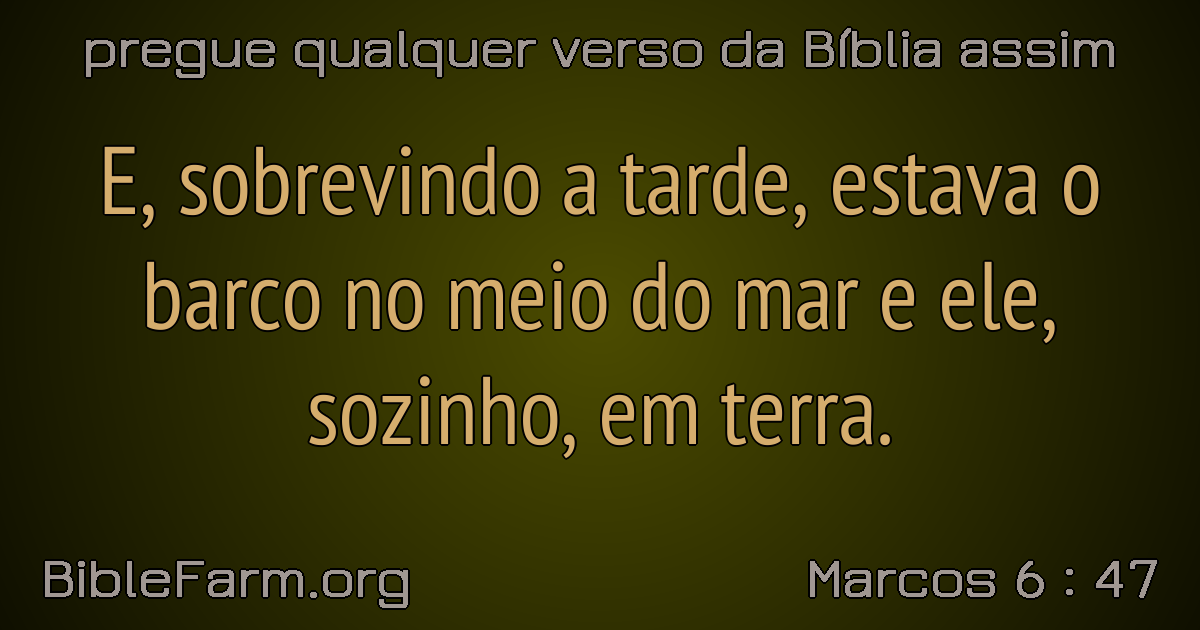 pregue qualquer verso da Bíblia assim
E, sobrevindo a tarde, estava o
barco no meio do mar e ele,
sozinho, em terra.
BibleFarm.org
Marcos 6 : 47